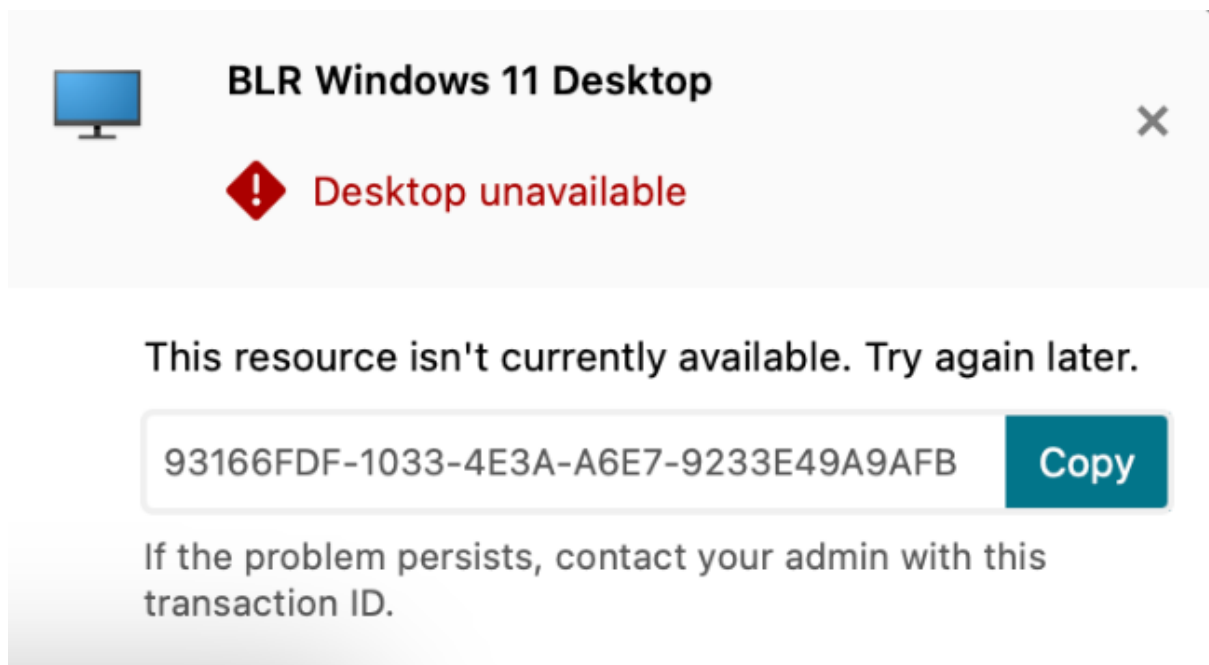 BLR Windows 11 Desktop
Desktop unavailable
This resource isn't currently available. Try again later.
93166FDF-1033-4E3A-A6E7-9233E49A9AFB
Copy
If the problem persists, contact your admin with this
transaction ID.